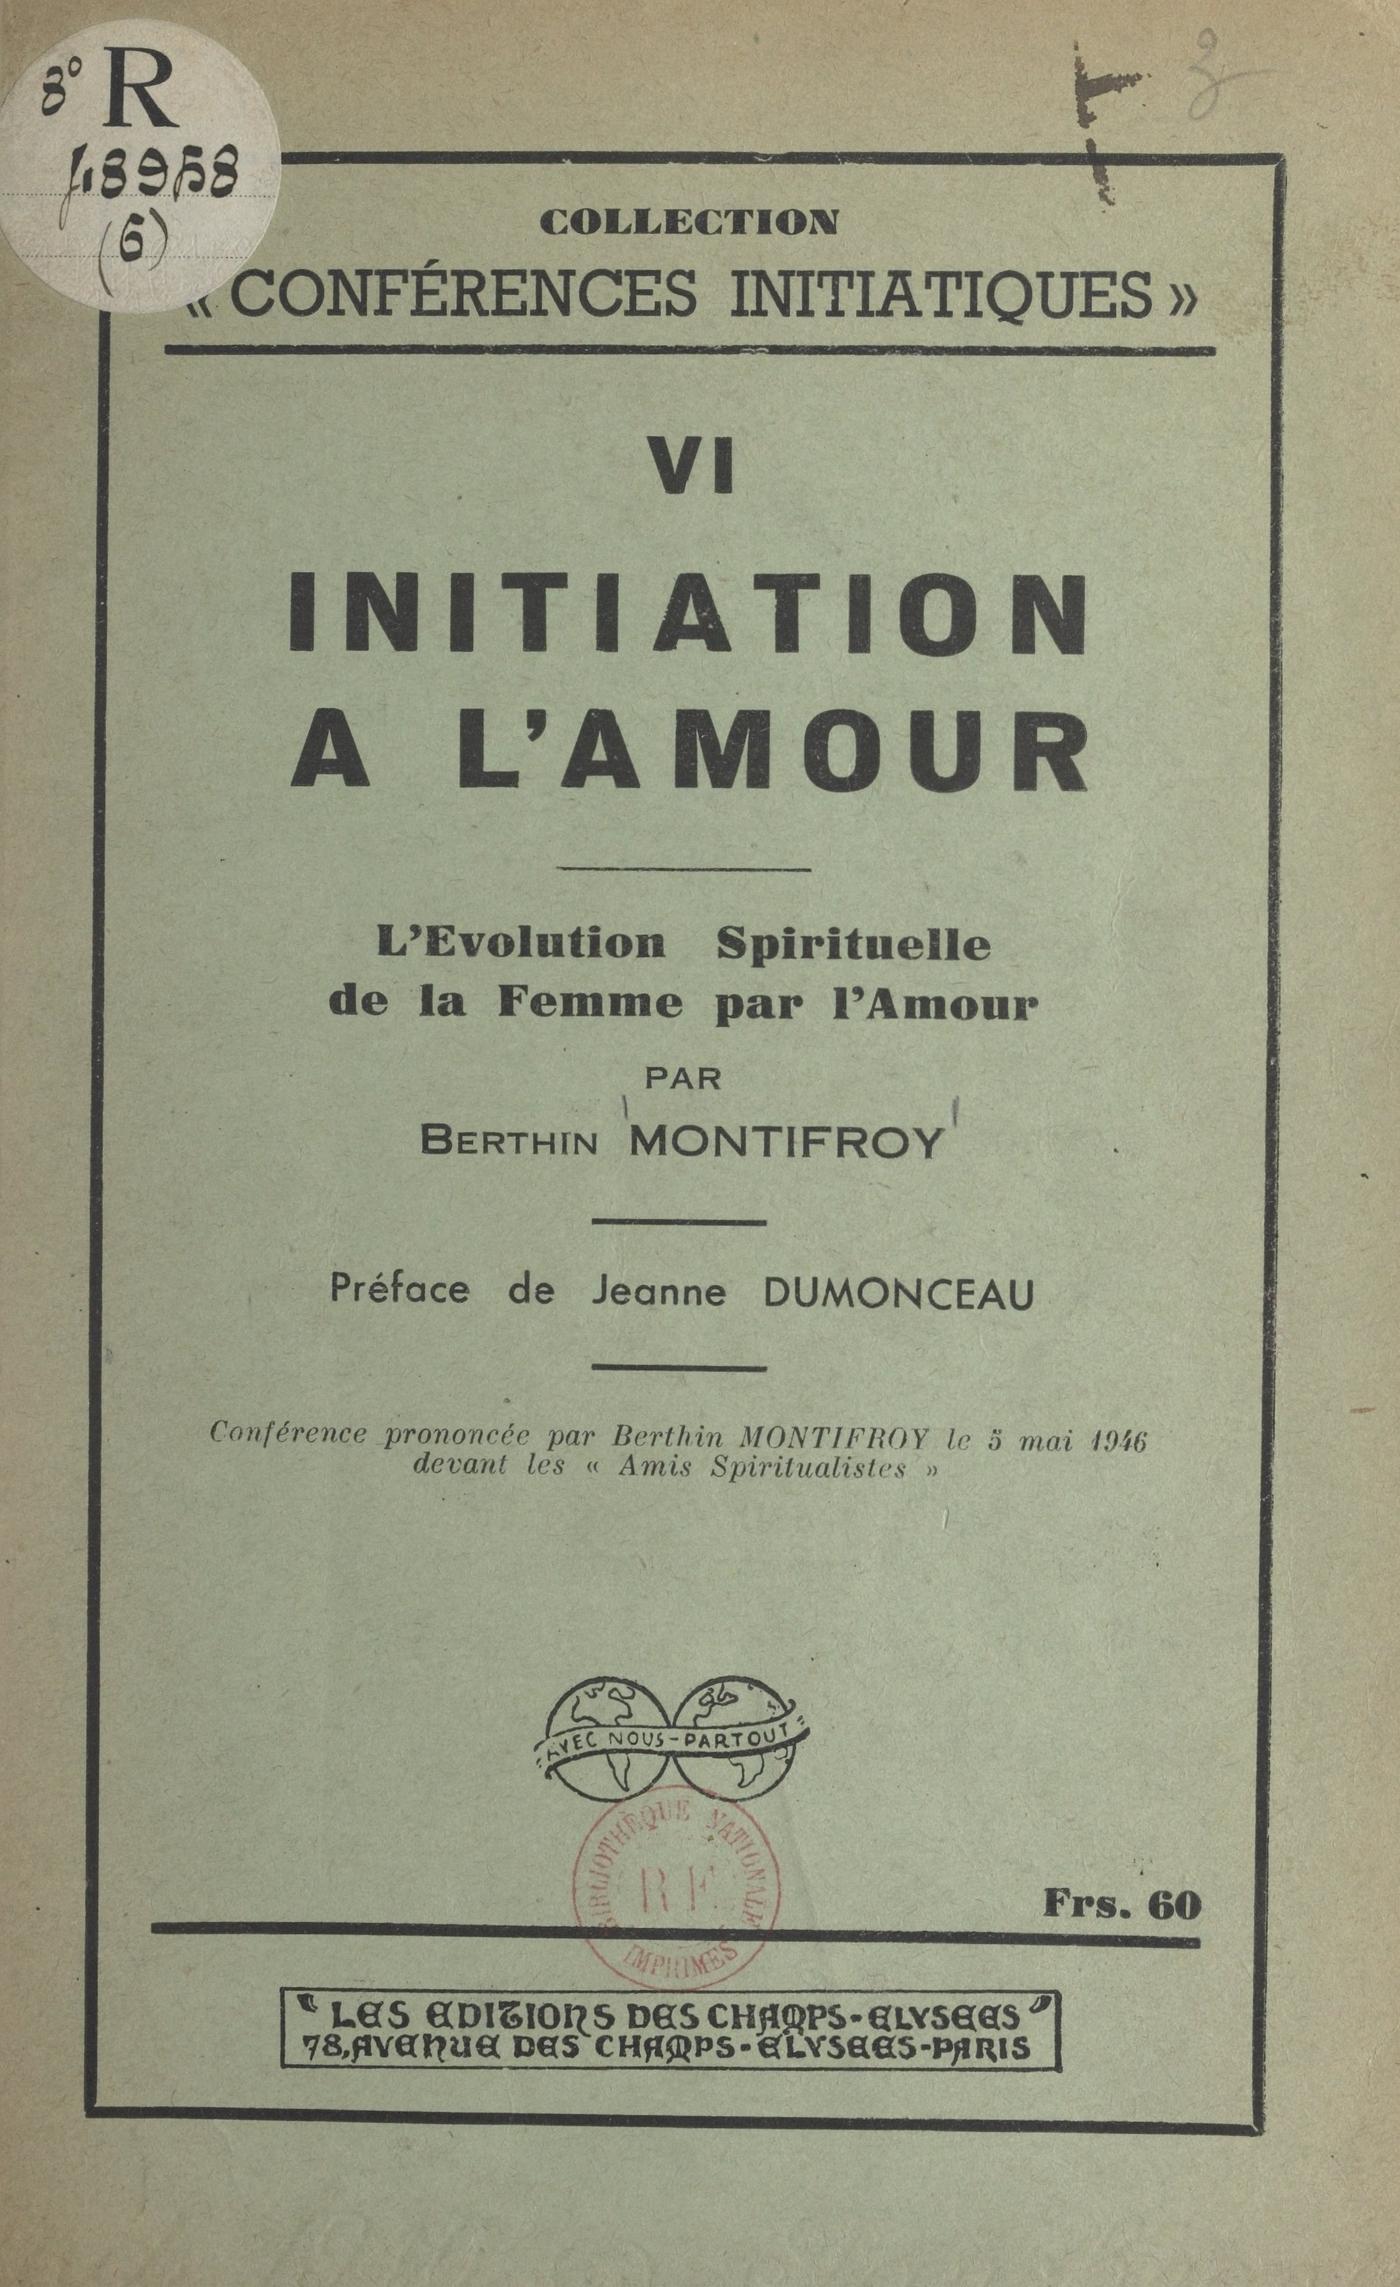 8° R
48958
(6)
3
COLLECTION
« CONFÉRENCES INITIATIQUES »
VI
INITIATION
A L'AMOUR
L'Evolution Spirituelle
de la Femme par l'Amour
PAR
BERTHIN MONTIFROY
Préface de Jeanne DUMONCEAU
Conférence prononcée par Berthin MONTIFROY le 5 mai 1946
devant les « Amis Spiritualistes »
"AVEC NOUS-PARTOUT"
BIBLIOTHÈQUE NATIONALE
R F
IMPRIMÉS
Frs. 60
"LES EDITIONS DES CHAMPS-ELYSEES"
78, AVENUE DES CHAMPS-ELYSEES-PARIS